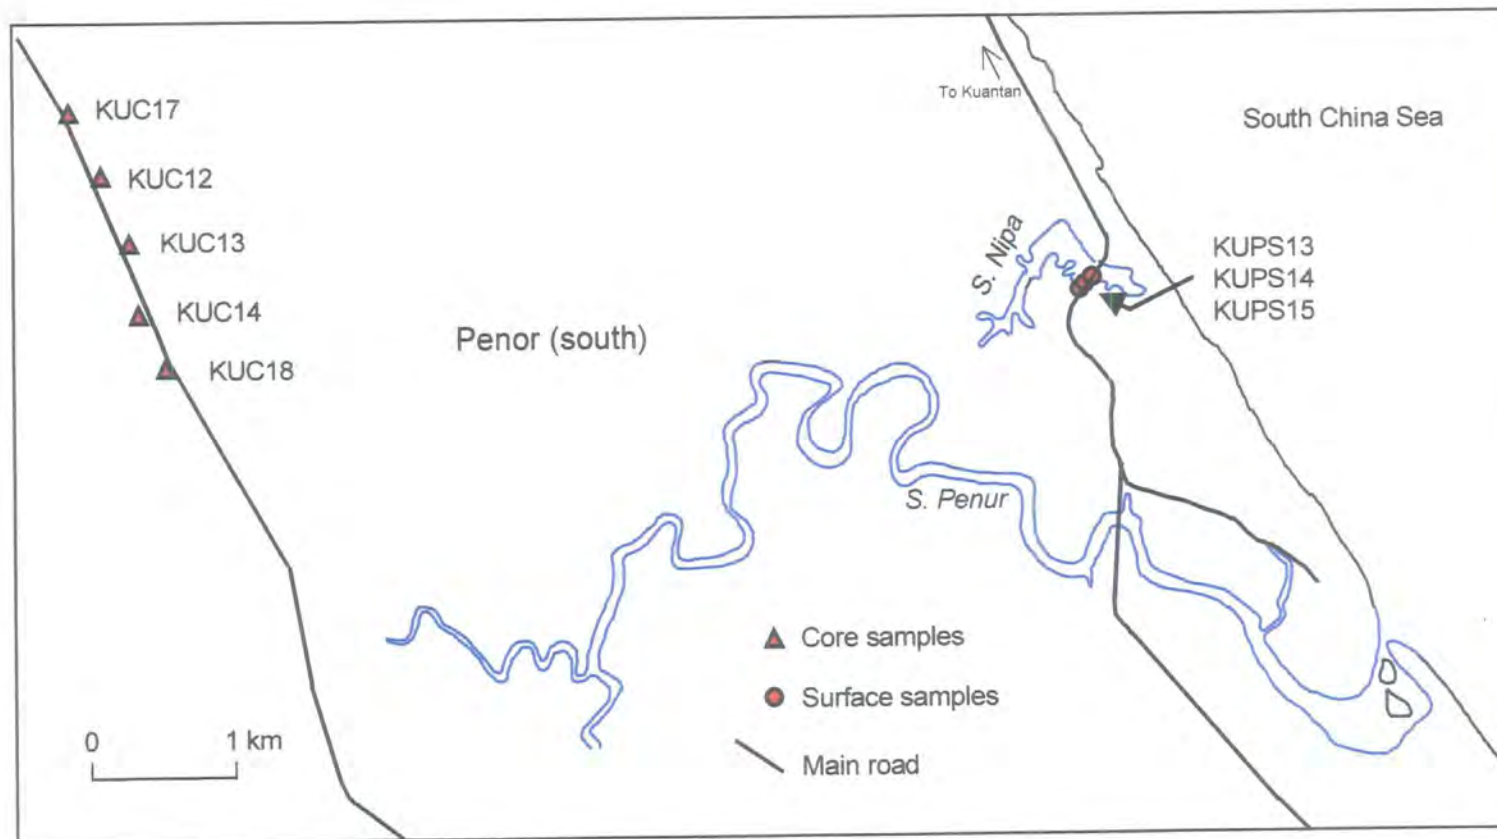 To Kuantan
South China Sea
KUC17
KUC12
KUC13
KUC14
KUC18
S. Nipa
KUPS13
KUPS14
KUPS15
Penor (south)
S. Penur
Core samples
Surface samples
Main road
0 1 km